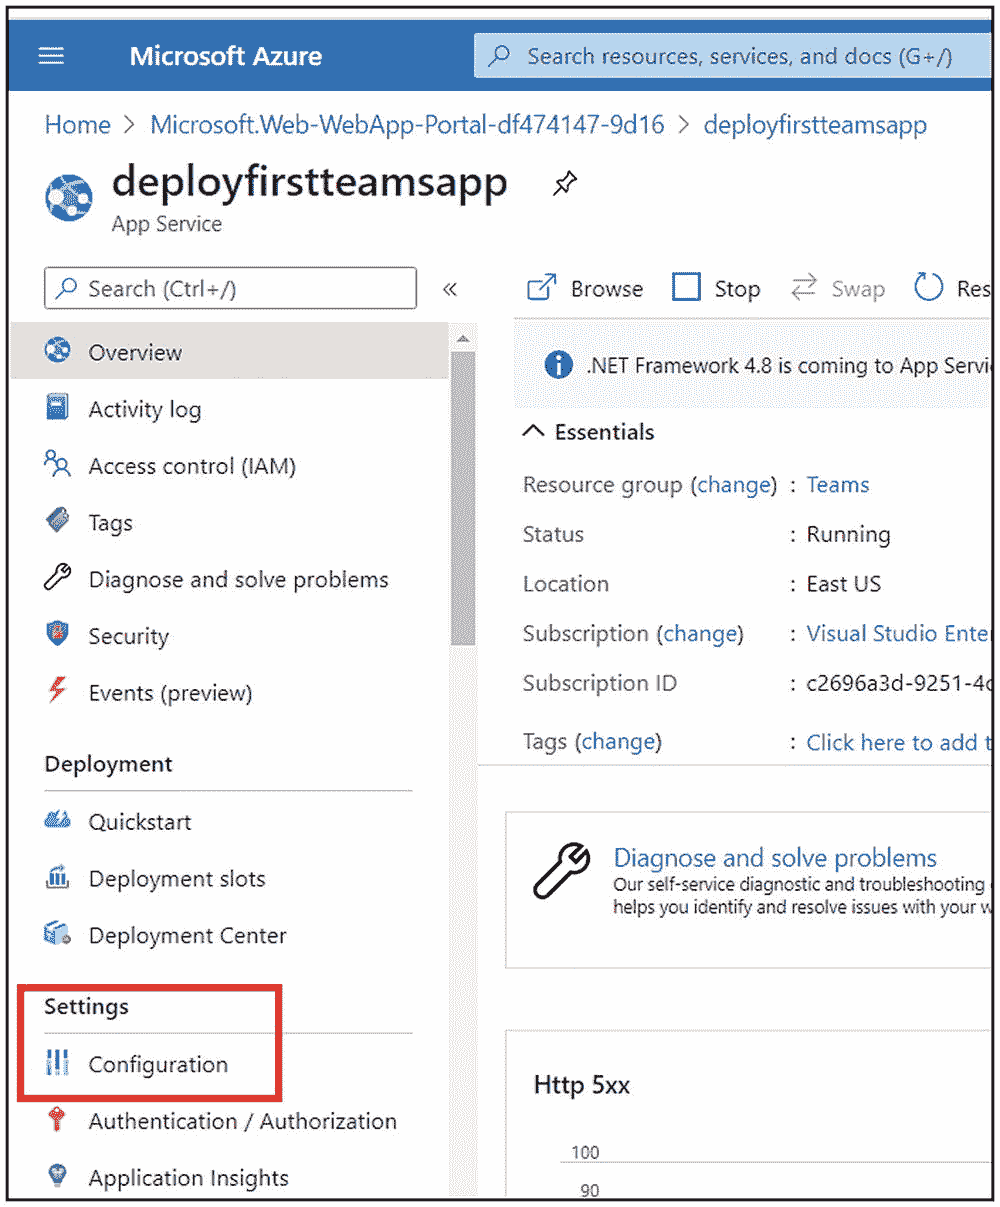 Microsoft Azure
Search resources, services, and docs (G+/)
Home > Microsoft.Web-WebApp-Portal-df474147-9d16 > deployfirstteamsapp
deployfirstteamsapp
App Service
Search (Ctrl+/)
«
Overview
Activity log
Access control (IAM)
Tags
Diagnose and solve problems
Security
Events (preview)
Deployment
Quickstart
Deployment slots
Deployment Center
Settings
Configuration
Authentication / Authorization
Application Insights
Browse Stop Swap Res
.NET Framework 4.8 is coming to App Servi
Essentials
Resource group (change) : Teams
Status : Running
Location : East US
Subscription (change) : Visual Studio Enter
Subscription ID : c2696a3d-9251-4c
Tags (change) : Click here to add t
Diagnose and solve problems
Our self-service diagnostic and troubleshooting
helps you identify and resolve issues with your w
Http 5xx
100
90